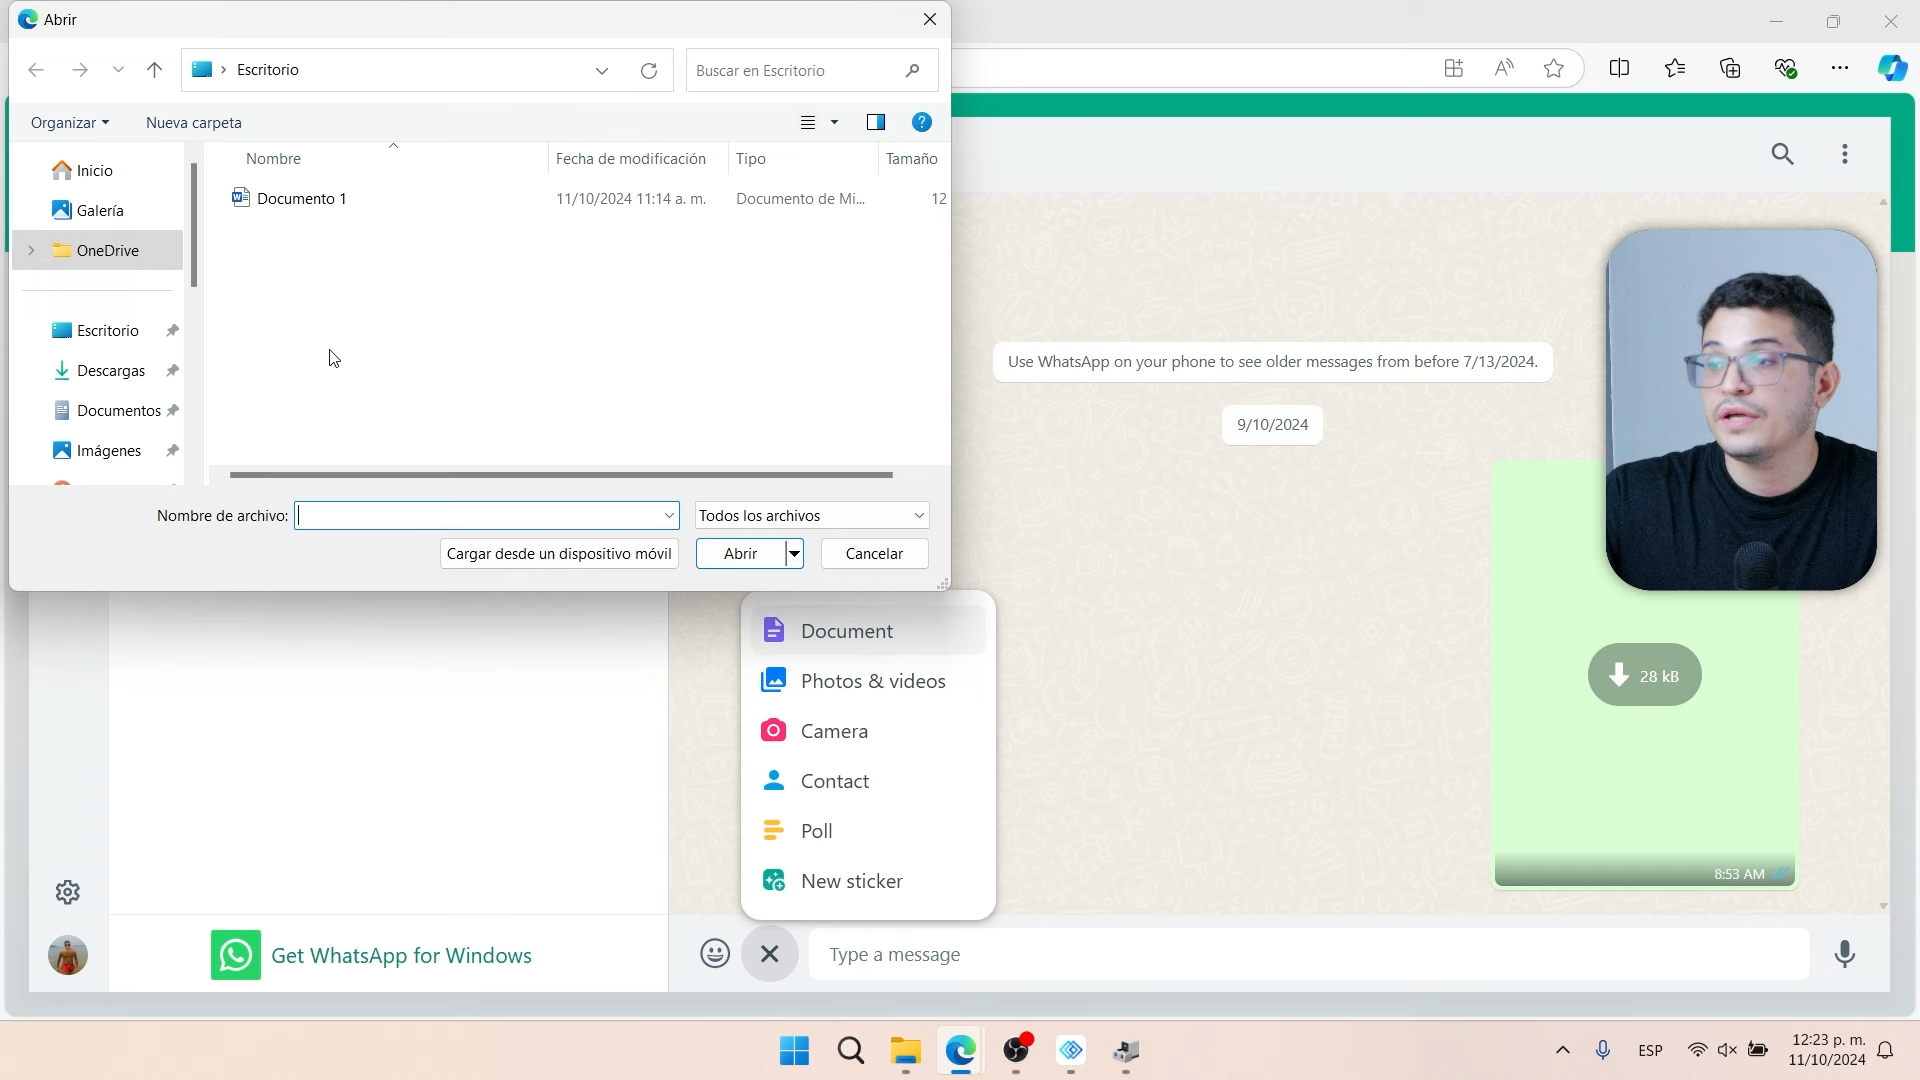 Abrir
Escritorio
Buscar en Escritorio
Organizar
Nueva carpeta
Inicio
Galería
OneDrive
Escritorio
Descargas
Documentos
Imágenes
Nombre
Fecha de modificación
Tipo
Tamaño
Documento 1
11/10/2024 11:14 a. m.
Documento de Mi...
12
Nombre de archivo:
Todos los archivos
Cargar desde un dispositivo móvil
Abrir
Cancelar
Use WhatsApp on your phone to see older messages from before 7/13/2024.
9/10/2024
28 kB
8:53 AM
Document
Photos & videos
Camera
Contact
Poll
New sticker
Get WhatsApp for Windows
Type a message
ESP
12:23 p. m.
11/10/2024